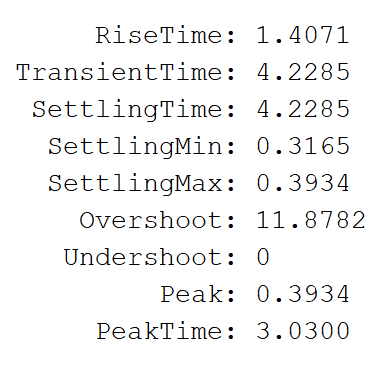 RiseTime: 1.4071
TransientTime: 4.2285
SettlingTime: 4.2285
SettlingMin: 0.3165
SettlingMax: 0.3934
Overshoot: 11.8782
Undershoot: 0
Peak: 0.3934
PeakTime: 3.0300